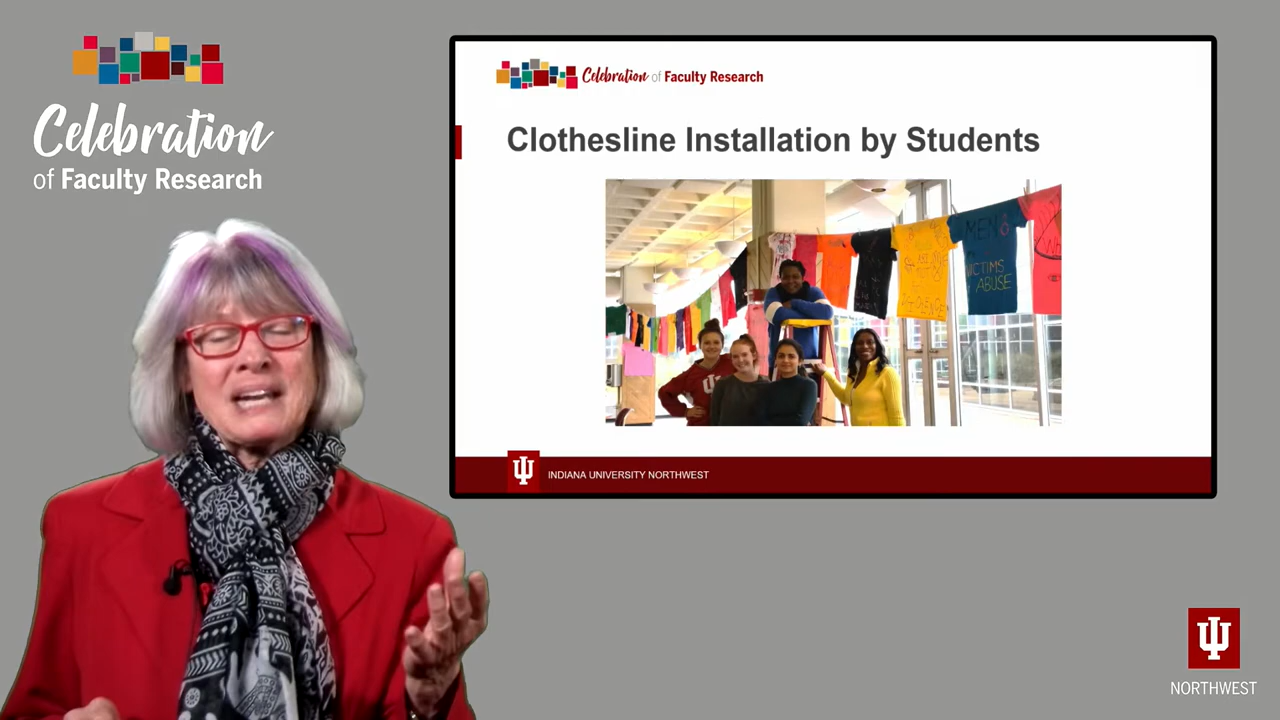 Celebration
of Faculty Research
Celebration of Faculty Research
Clothesline Installation by Students
MEN
VICTIMS
ABUSE
INDIANA UNIVERSITY NORTHWEST
NORTHWEST